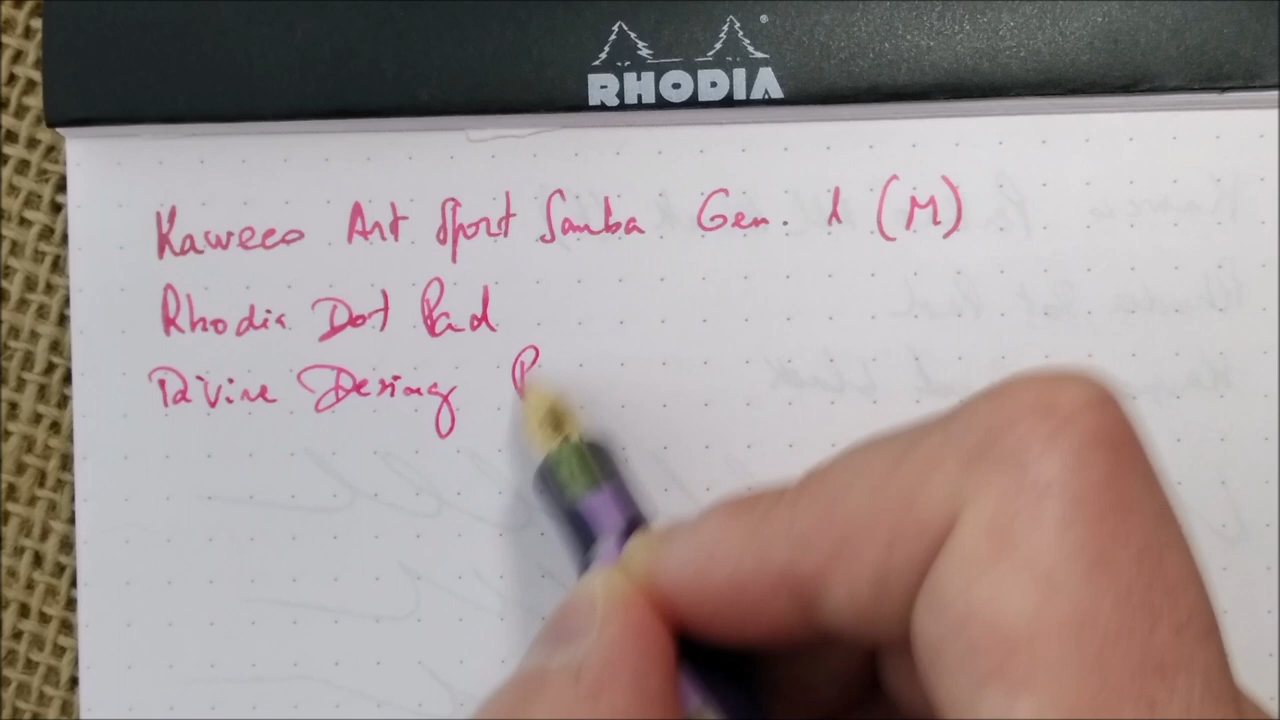 RHODIA
Kaweco Art Sport Samba Gen. 1 (M)
Rhodia Dot Pad
Divine Desing P